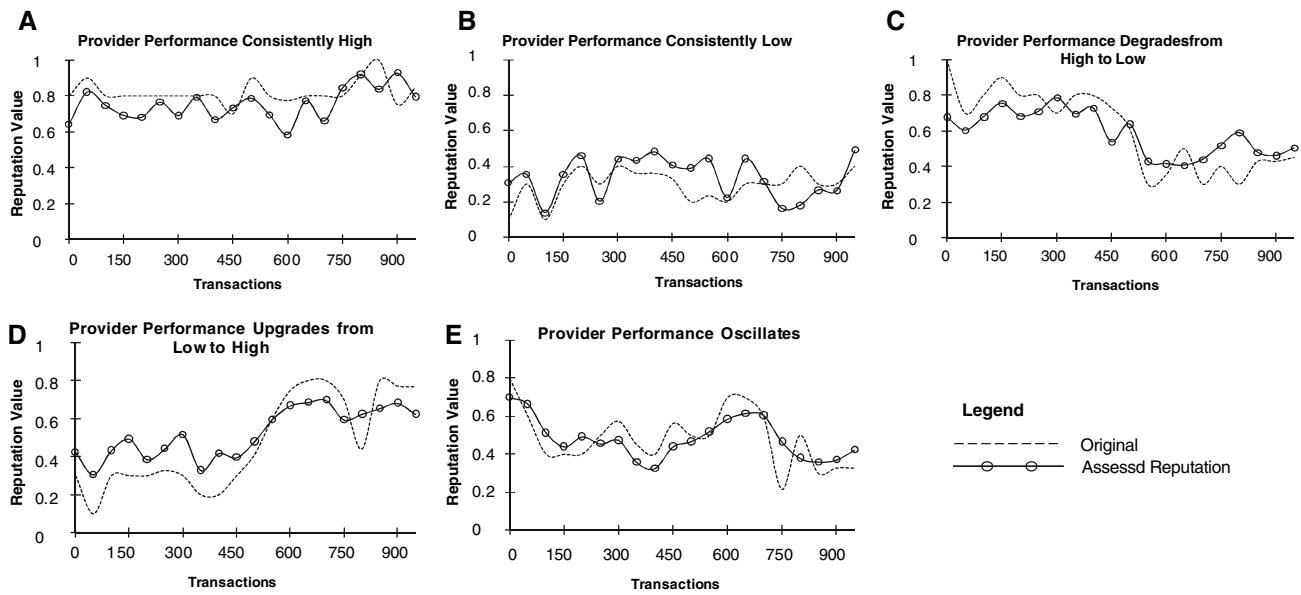 A
Provider Performance Consistently High
1
0.8
0.6
0.4
0.2
0
Reputation Value
0 150 300 450 600 750 900
Transactions
B
Provider Performance Consistently Low
1
0.8
0.6
0.4
0.2
0
Reputation Value
0 150 300 450 600 750 900
Transactions
C
Provider Performance Degradesfrom
High to Low
1
0.8
0.6
0.4
0.2
0
Reputation Value
0 150 300 450 600 750 900
Transactions
D
Provider Performance Upgrades from
Low to High
1
0.8
0.6
0.4
0.2
0
Reputation Value
0 150 300 450 600 750 900
Transactions
E
Provider Performance Oscillates
1
0.8
0.6
0.4
0.2
0
Reputation Value
0 150 300 450 600 750 900
Transactions
Legend
Original
Assessd Reputation